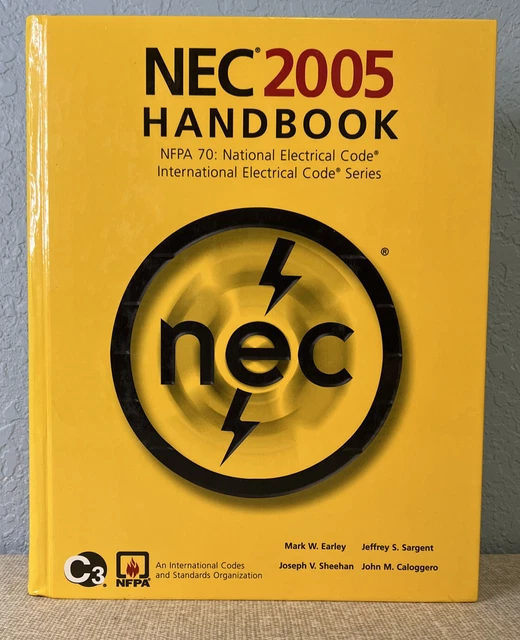 NEC® 2005
HANDBOOK
NFPA 70: National Electrical Code®
International Electrical Code® Series
®
nec
Mark W. Earley Jeffrey S. Sargent
Joseph V. Sheehan John M. Caloggero
C3®
NFPA®
An International Codes
and Standards Organization